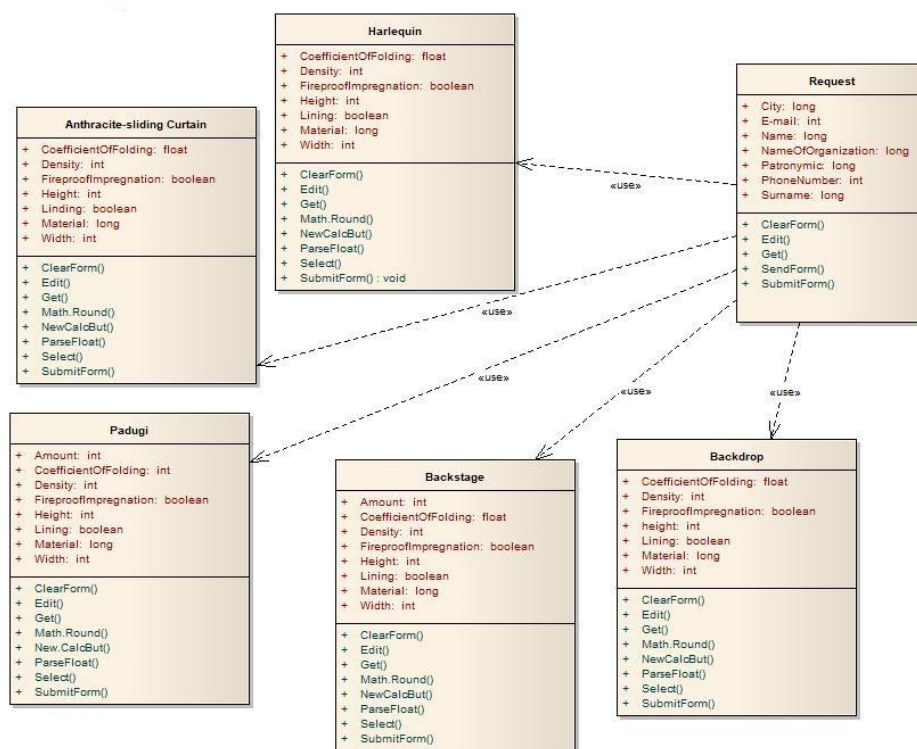 Harlequin
+ CoefficientOfFolding: float
+ Density: int
+ FireproofImpregnation: boolean
+ Height: int
+ Lining: boolean
+ Material: long
+ Width: int
+ ClearForm()
+ Edit()
+ Get()
+ Math.Round()
+ NewCalcBut()
+ ParseFloat()
+ Select()
+ SubmitForm() : void
Request
+ City: long
+ E-mail: int
+ Name: long
+ NameOfOrganization: long
+ Patronymic: long
+ PhoneNumber: int
+ Surname: long
+ ClearForm()
+ Edit()
+ Get()
+ SendForm()
+ SubmitForm()
Anthracite-sliding Curtain
+ CoefficientOfFolding: float
+ Density: int
+ FireproofImpregnation: boolean
+ Height: int
+ Linding: boolean
+ Material: long
+ Width: int
+ ClearForm()
+ Edit()
+ Get()
+ Math.Round()
+ NewCalcBut()
+ ParseFloat()
+ Select()
+ SubmitForm()
«use»
«use»
«use»
«use»
«use»
Padugi
+ Amount: int
+ CoefficientOfFolding: int
+ Density: int
+ FireproofImpregnation: boolean
+ Height: int
+ Lining: boolean
+ Material: long
+ Width: int
+ ClearForm()
+ Edit()
+ Get()
+ Math.Round()
+ New.CalcBut()
+ ParseFloat()
+ Select()
+ SubmitForm()
Backstage
+ Amount: int
+ CoefficientOfFolding: float
+ Density: int
+ FireproofImpregnation: boolean
+ Height: int
+ Lining: boolean
+ Material: long
+ Width: int
+ ClearForm()
+ Edit()
+ Get()
+ Math.Round()
+ NewCalcBut()
+ ParseFloat()
+ Select()
+ SubmitForm()
Backdrop
+ CoefficientOfFolding: float
+ Density: int
+ FireproofImpregnation: boolean
+ height: int
+ Lining: boolean
+ Material: long
+ Width: int
+ ClearForm()
+ Edit()
+ Get()
+ Math.Round()
+ NewCalcBut()
+ ParseFloat()
+ Select()
+ SubmitForm()